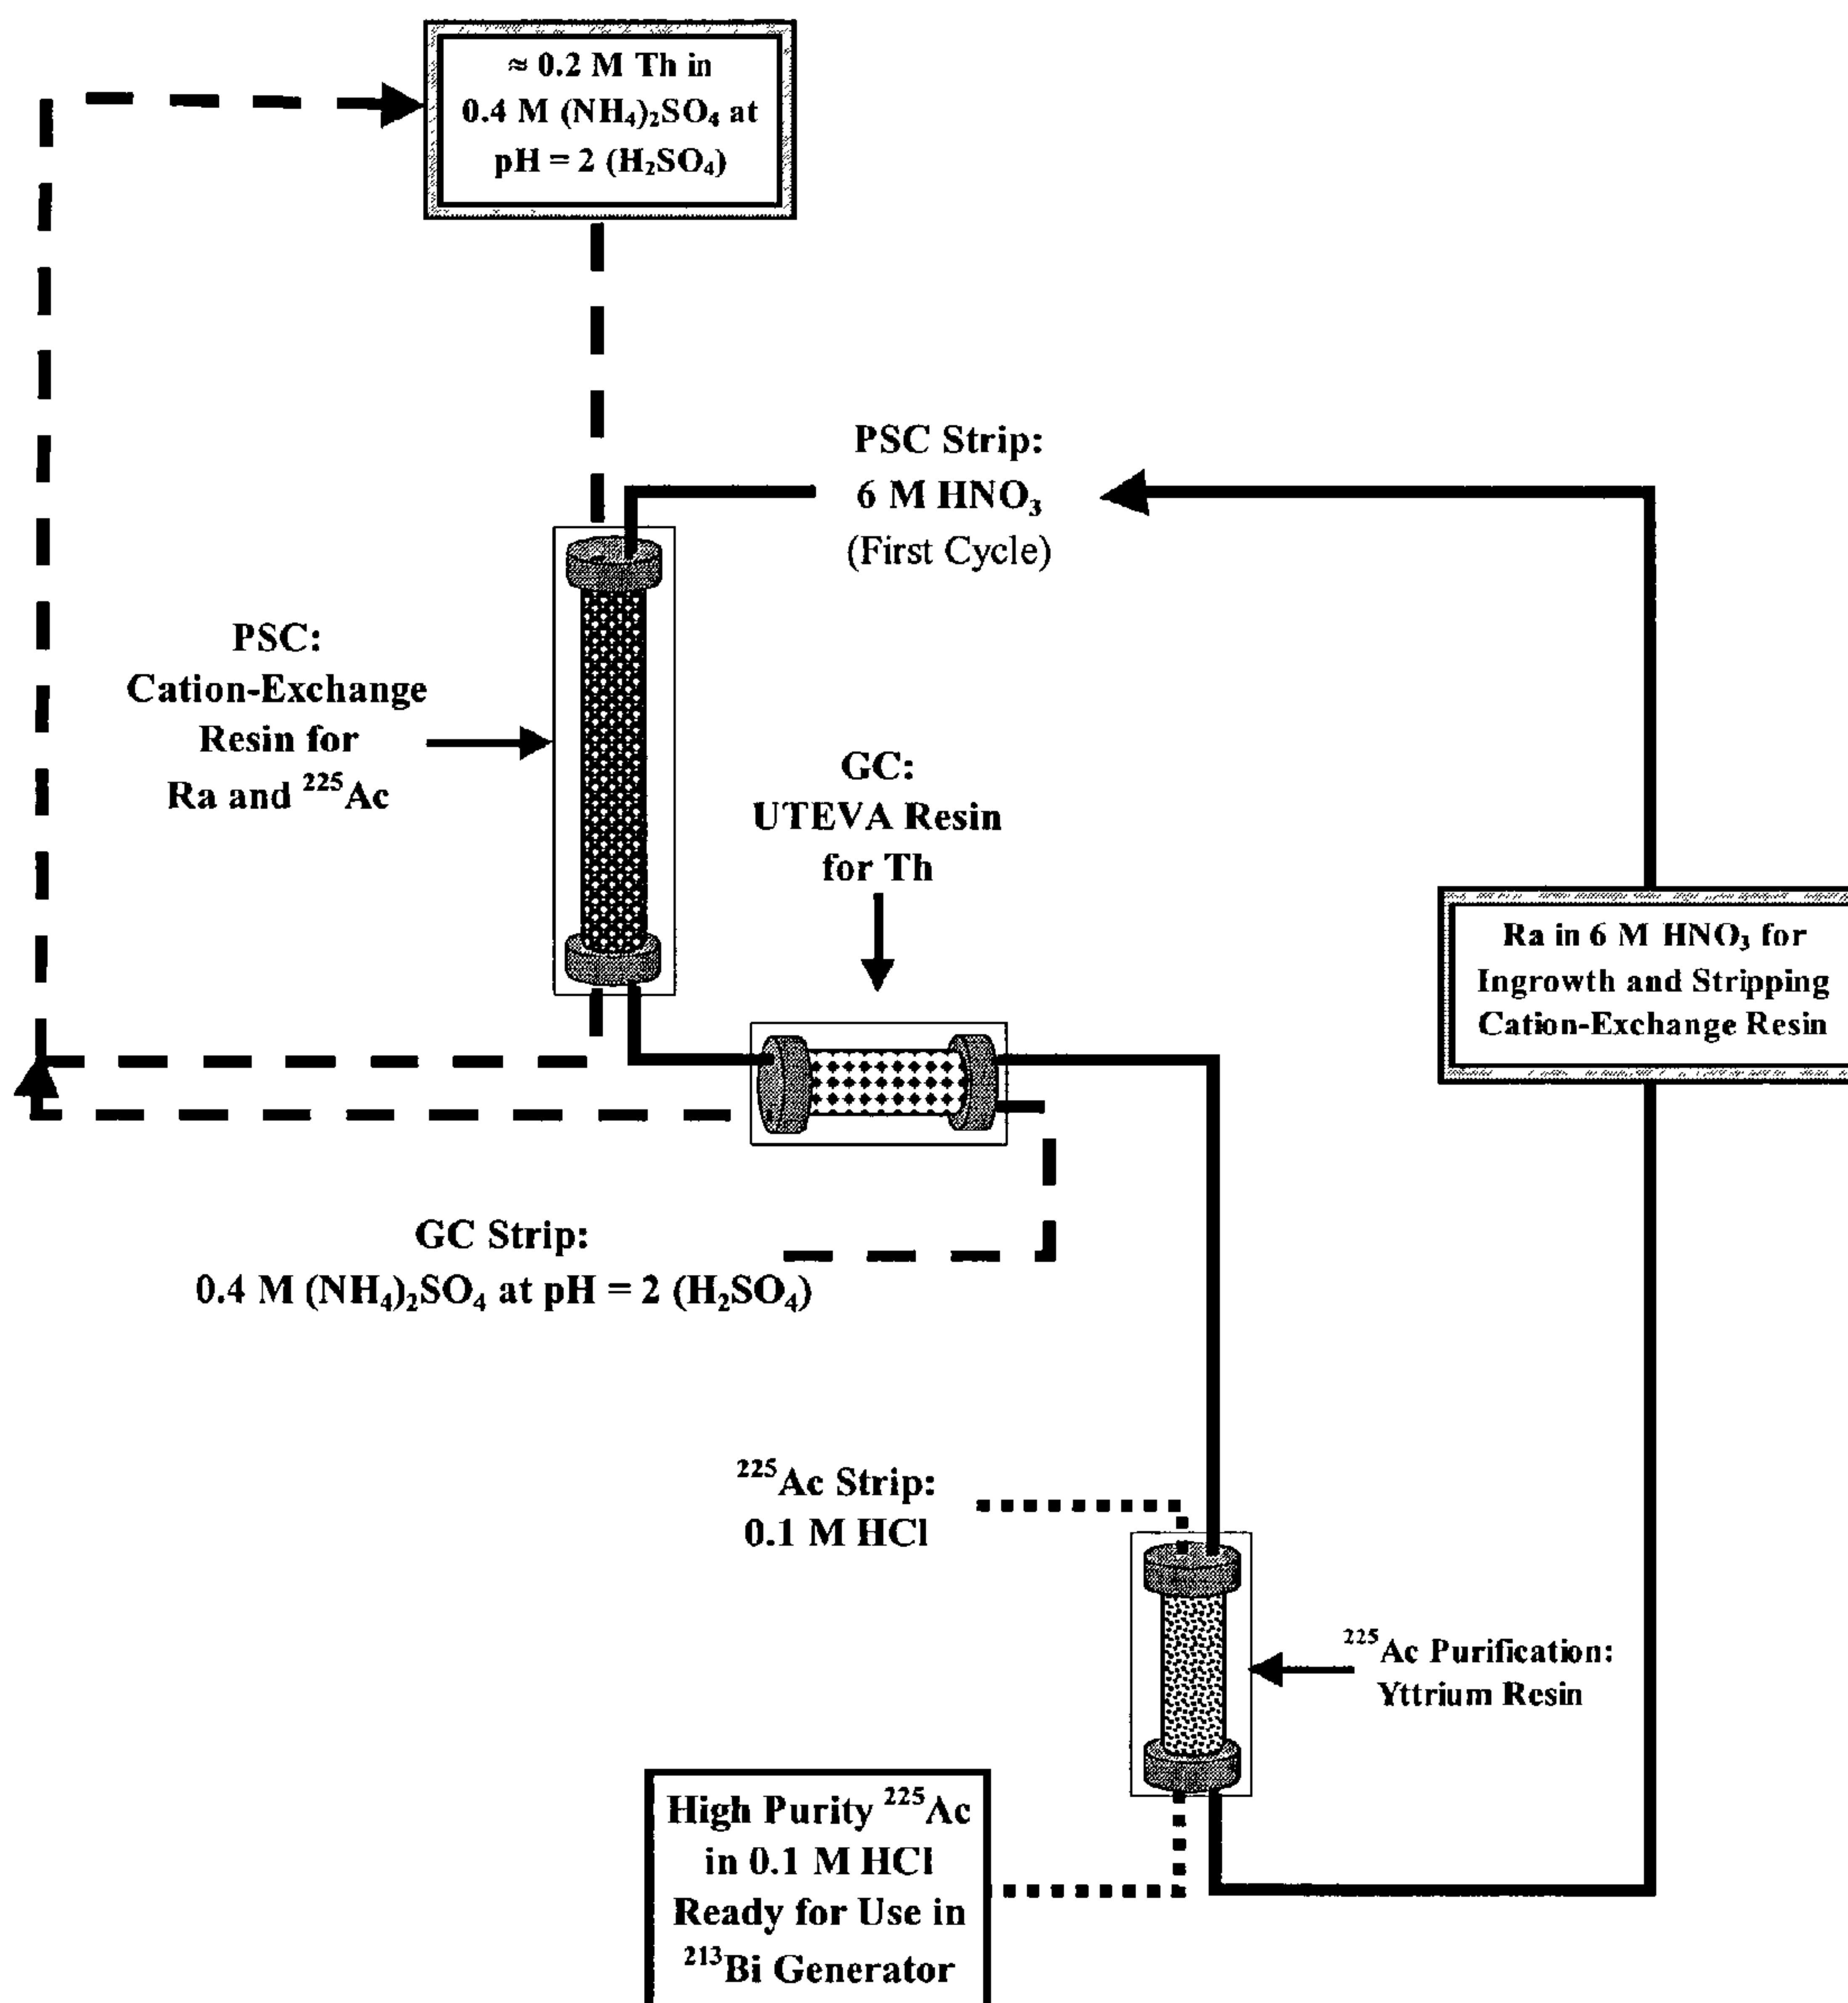 ≈ 0.2 M Th in
0.4 M (NH₄)₂SO₄ at
pH = 2 (H₂SO₄)
PSC Strip:
6 M HNO₃
(First Cycle)
PSC:
Cation-Exchange
Resin for
Ra and ²²⁵Ac
GC:
UTEVA Resin
for Th
Ra in 6 M HNO₃ for
Ingrowth and Stripping
Cation-Exchange Resin
GC Strip:
0.4 M (NH₄)₂SO₄ at pH = 2 (H₂SO₄)
²²⁵Ac Strip:
0.1 M HCl
²²⁵Ac Purification:
Yttrium Resin
High Purity ²²⁵Ac
in 0.1 M HCl
Ready for Use in
²¹³Bi Generator